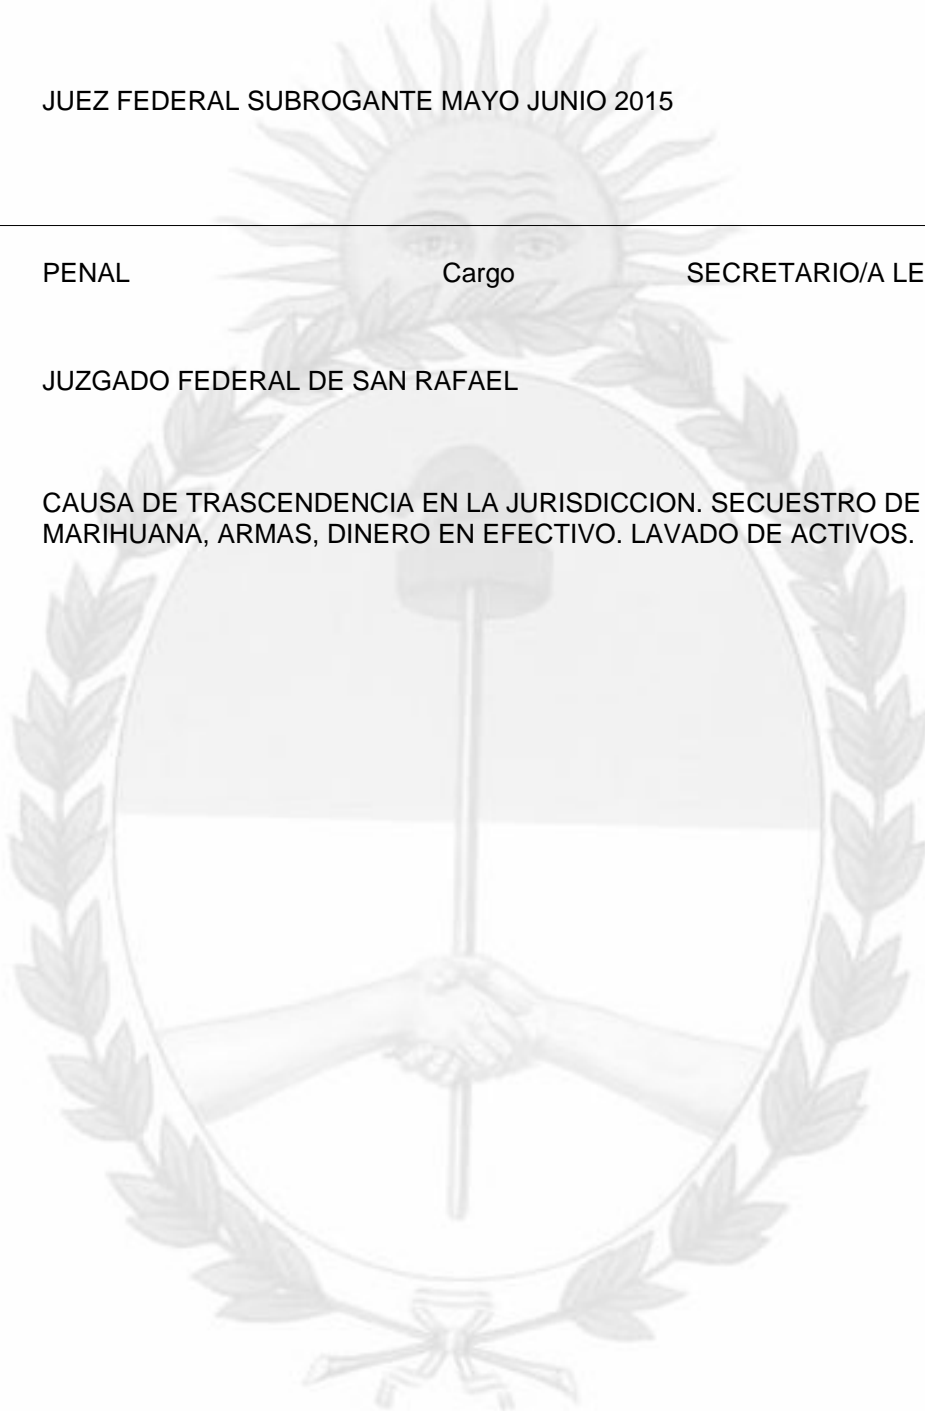 JUEZ FEDERAL SUBROGANTE MAYO JUNIO 2015
PENAL Cargo SECRETARIO/A LE
JUZGADO FEDERAL DE SAN RAFAEL
CAUSA DE TRASCENDENCIA EN LA JURISDICCION. SECUESTRO DE
MARIHUANA, ARMAS, DINERO EN EFECTIVO. LAVADO DE ACTIVOS.